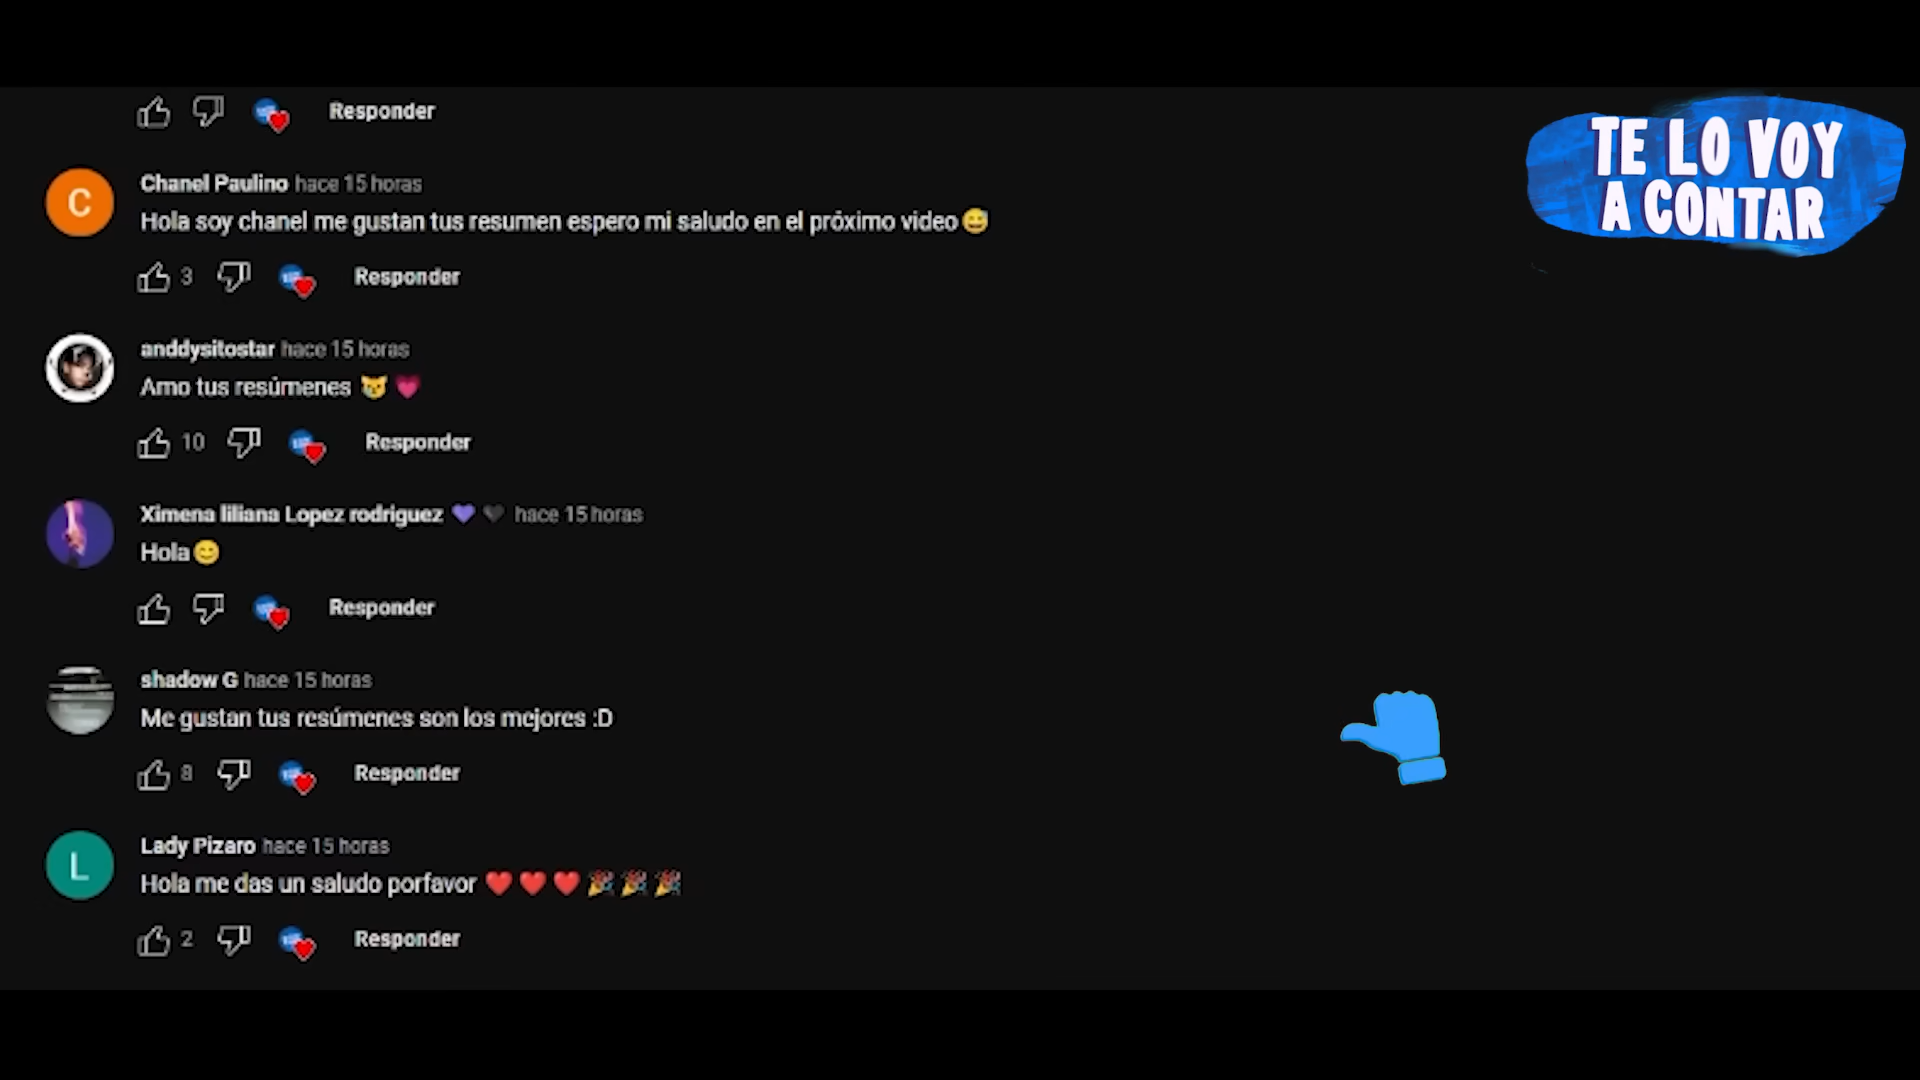 Responder
TE LO VOY
A CONTAR
C
Chanel Paulino hace 15 horas
Hola soy chanel me gustan tus resumen espero mi saludo en el próximo video😅
3 Responder
anddysitostar hace 15 horas
Amo tus resúmenes 😿 💗
10 Responder
Ximena liliana Lopez rodriguez 💜 🖤 hace 15 horas
Hola😊
Responder
shadow G hace 15 horas
Me gustan tus resúmenes son los mejores :D
8 Responder
L
Lady Pizaro hace 15 horas
Hola me das un saludo porfavor ❤️ ❤️ ❤️ 🎉 🎉 🎉
2 Responder